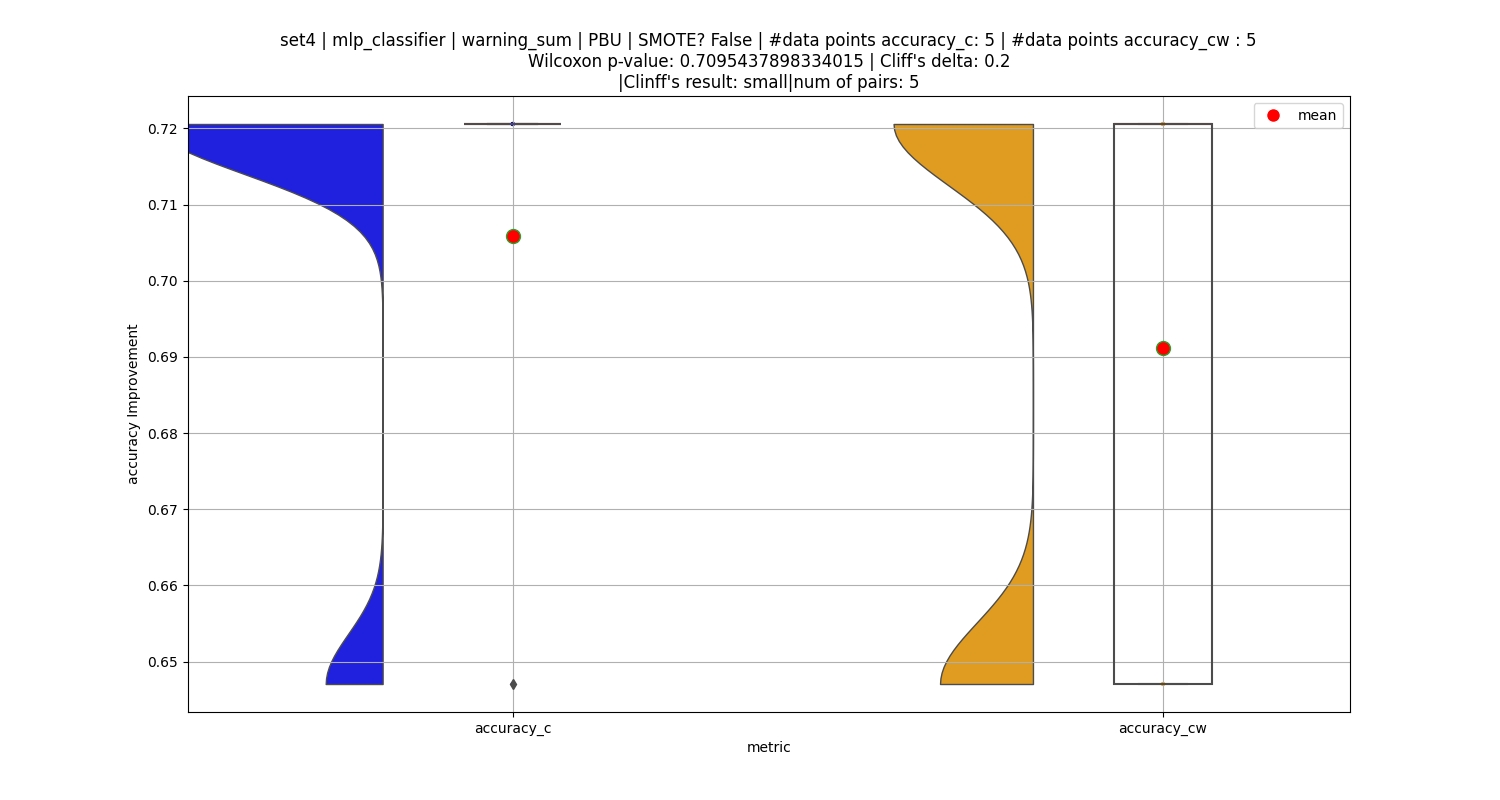 set4 | mlp_classifier | warning_sum | PBU | SMOTE? False | #data points accuracy_c: 5 | #data points accuracy_cw : 5
Wilcoxon p-value: 0.7095437898334015 | Cliff's delta: 0.2
|Clinff's result: small|num of pairs: 5
mean
accuracy Improvement
0.72
0.71
0.70
0.69
0.68
0.67
0.66
0.65
accuracy_c
accuracy_cw
metric